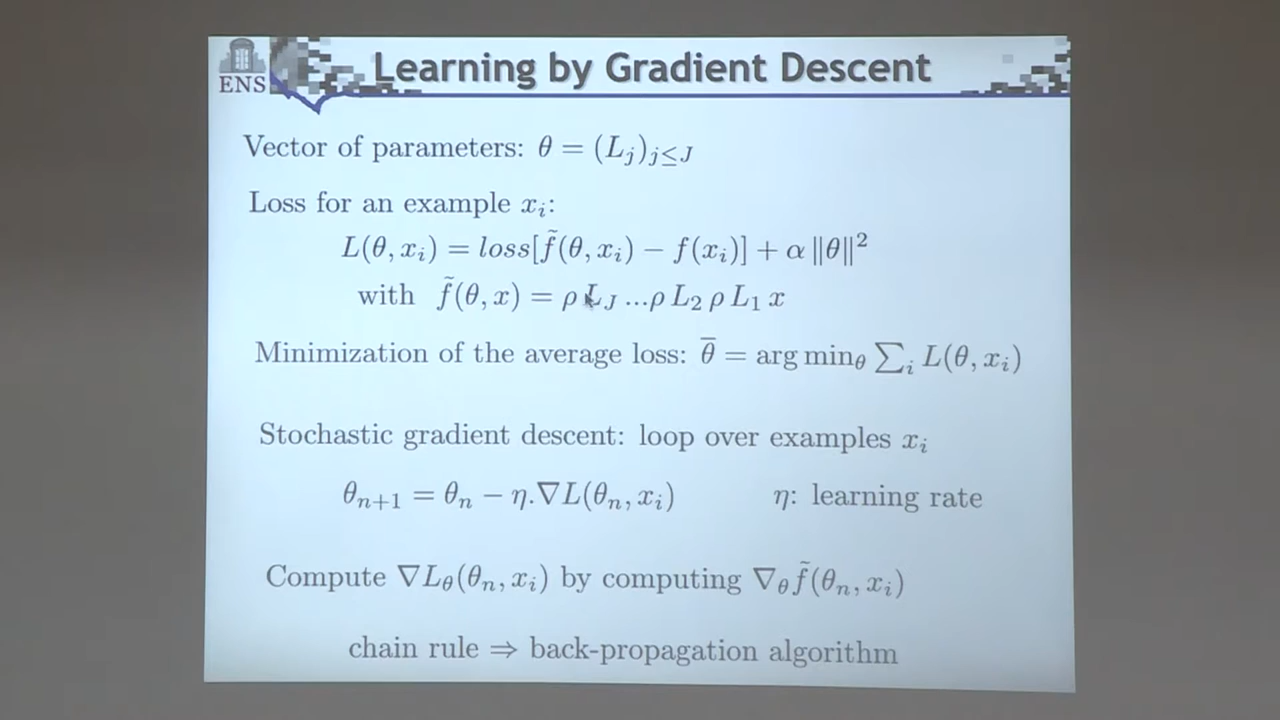 Learning by Gradient Descent
ENS
Vector of parameters: θ = (L_j)_{j≤J}
Loss for an example x_i:
L(θ, x_i) = loss[f̃(θ, x_i) − f(x_i)] + α ‖θ‖²
with f̃(θ, x) = ρ L_J ...ρ L_2 ρ L_1 x
Minimization of the average loss: θ̅ = arg min_θ ∑_i L(θ, x_i)
Stochastic gradient descent: loop over examples x_i
θ_{n+1} = θ_n − η.∇L(θ_n, x_i) η: learning rate
Compute ∇L_θ(θ_n, x_i) by computing ∇_θ f̃(θ_n, x_i)
chain rule ⇒ back-propagation algorithm